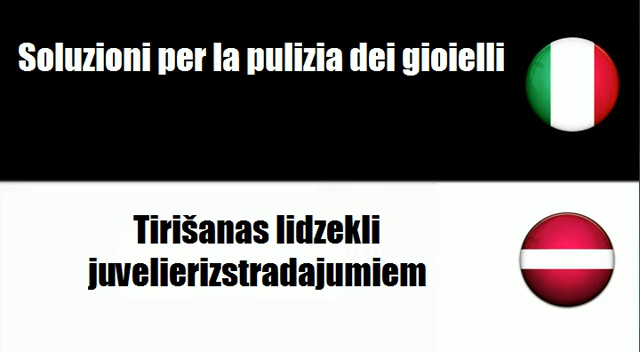 Soluzioni per la pulizia dei gioielli
Tirišanas lidzekli
juvelierizstradajumiem